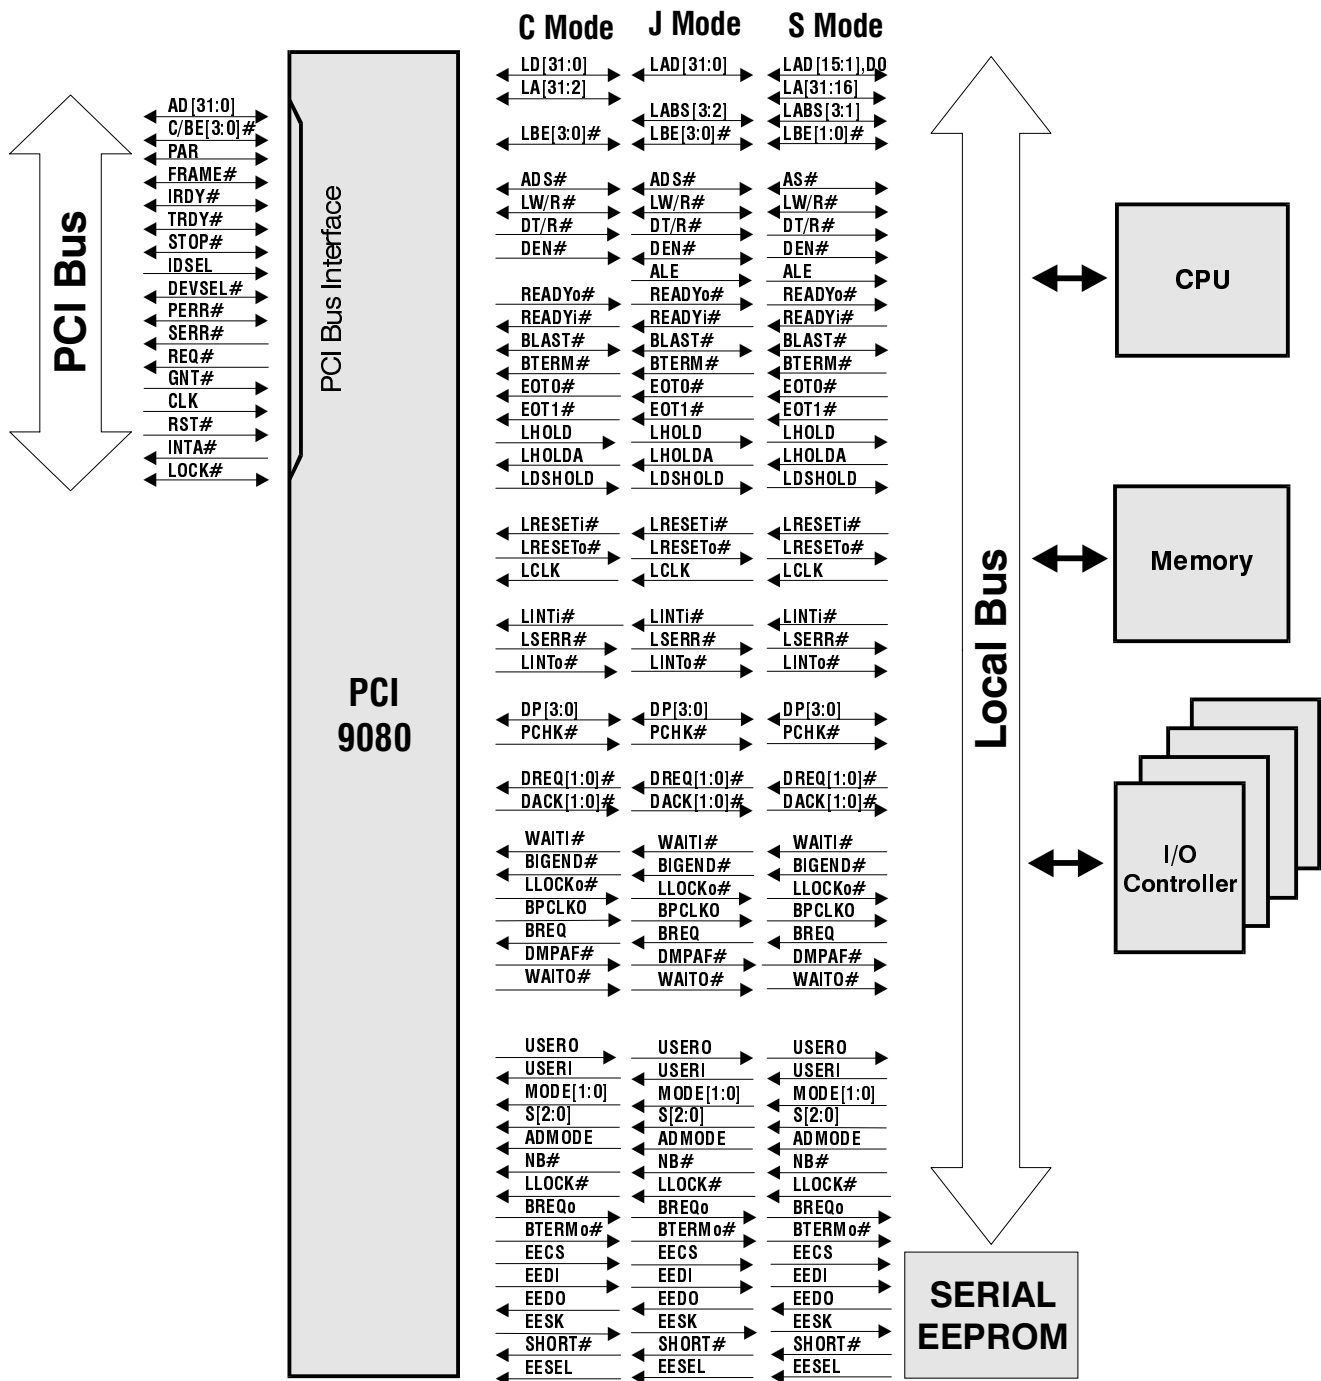 C Mode J Mode S Mode
LD[31:0] LAD[31:0] LAD[15:1],D0
LA[31:2] LA[31:16]
LABS[3:2] LABS[3:1]
LBE[3:0]# LBE[3:0]# LBE[1:0]#
ADS# ADS# AS#
LW/R# LW/R# LW/R#
DT/R# DT/R# DT/R#
DEN# DEN# DEN#
ALE ALE
READYo# READYo# READYo#
READYi# READYi# READYi#
BLAST# BLAST# BLAST#
BTERM# BTERM# BTERM#
EOT0# EOT0# EOT0#
EOT1# EOT1# EOT1#
LHOLD LHOLD LHOLD
LHOLDA LHOLDA LHOLDA
LDSHOLD LDSHOLD LDSHOLD
LRESETi# LRESETi# LRESETi#
LRESETo# LRESETo# LRESETo#
LCLK LCLK LCLK
LINTi# LINTi# LINTi#
LSERR# LSERR# LSERR#
LINTo# LINTo# LINTo#
DP[3:0] DP[3:0] DP[3:0]
PCHK# PCHK# PCHK#
DREQ[1:0]# DREQ[1:0]# DREQ[1:0]#
DACK[1:0]# DACK[1:0]# DACK[1:0]#
WAITI# WAITI# WAITI#
BIGEND# BIGEND# BIGEND#
LLOCKo# LLOCKo# LLOCKo#
BPCLKO BPCLKO BPCLKO
BREQ BREQ BREQ
DMPAF# DMPAF# DMPAF#
WAITO# WAITO# WAITO#
USERO USERO USERO
USERI USERI USERI
MODE[1:0] MODE[1:0] MODE[1:0]
S[2:0] S[2:0] S[2:0]
ADMODE ADMODE ADMODE
NB# NB# NB#
LLOCK# LLOCK# LLOCK#
BREQo BREQo BREQo
BTERMo# BTERMo# BTERMo#
EECS EECS EECS
EEDI EEDI EEDI
EEDO EEDO EEDO
EESK EESK EESK
SHORT# SHORT# SHORT#
EESEL EESEL EESEL
PCI Bus
AD[31:0]
C/BE[3:0]#
PAR
FRAME#
IRDY#
TRDY#
STOP#
IDSEL
DEVSEL#
PERR#
SERR#
REQ#
GNT#
CLK
RST#
INTA#
LOCK#
PCI Bus Interface
PCI
9080
Local Bus
CPU
Memory
I/O
Controller
SERIAL
EEPROM